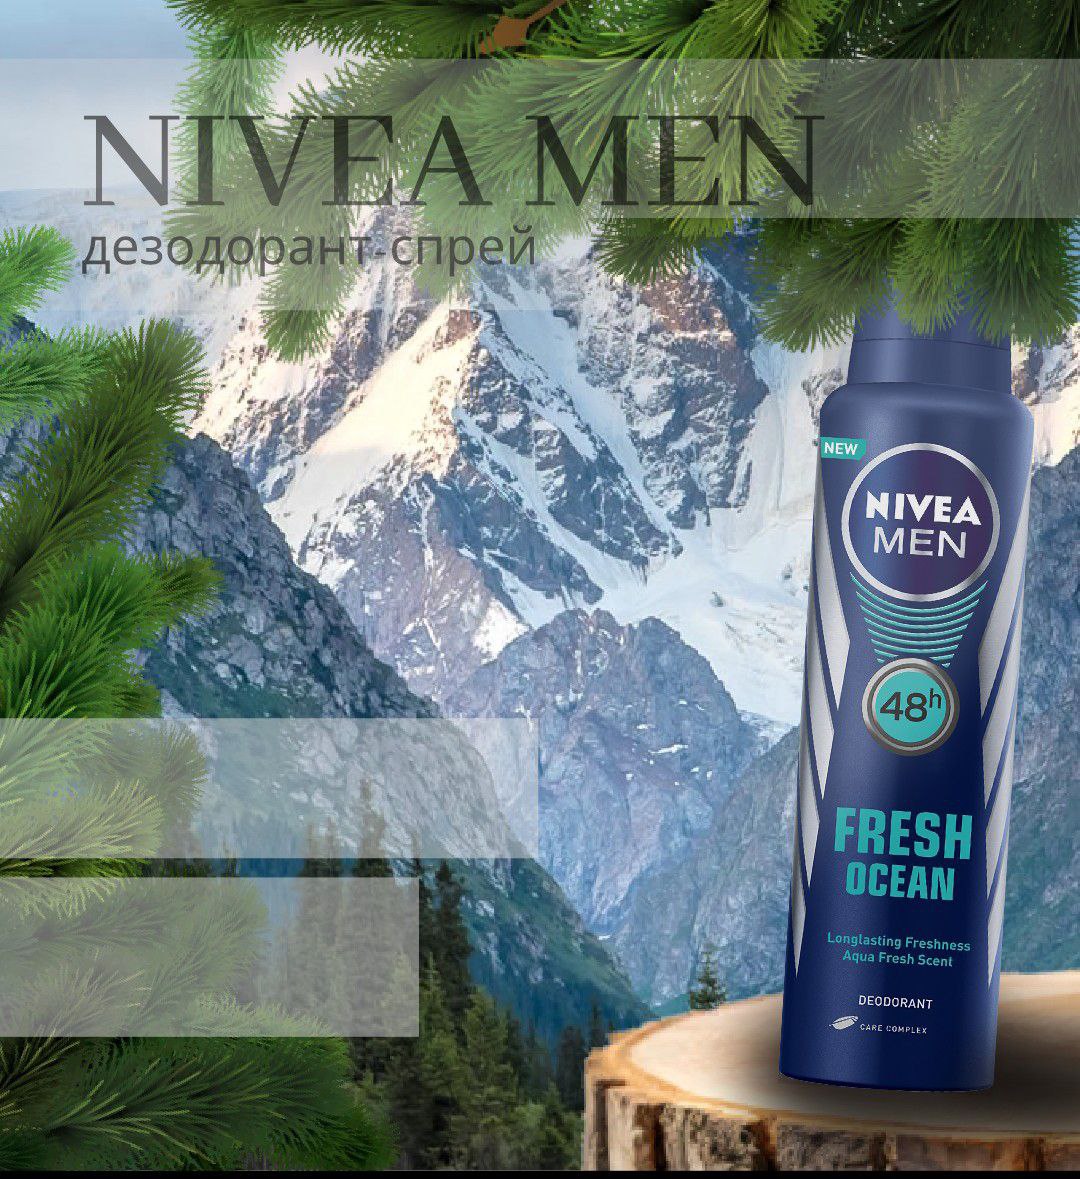 NIVEA MEN
дезодорант-спрей
NEW
NIVEA
MEN
48h
FRESH
OCEAN
Longlasting Freshness
Aqua Fresh Scent
DEODORANT
CARE COMPLEX